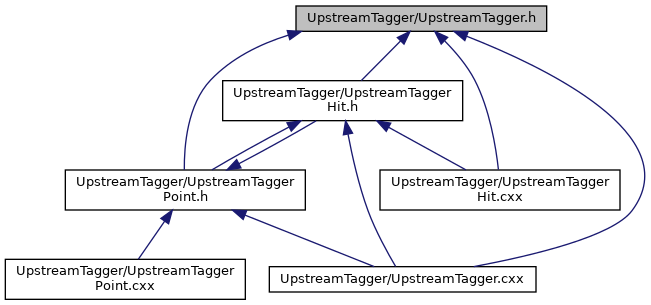 UpstreamTagger/UpstreamTagger.h
UpstreamTagger/UpstreamTagger
Hit.h
UpstreamTagger/UpstreamTagger
Point.h
UpstreamTagger/UpstreamTagger
Hit.cxx
UpstreamTagger/UpstreamTagger
Point.cxx
UpstreamTagger/UpstreamTagger.cxx